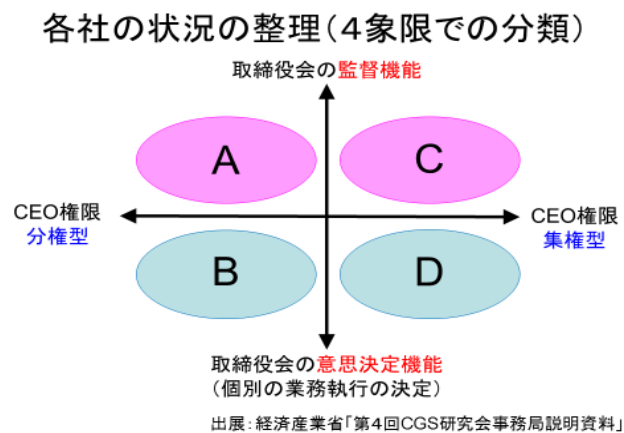 各社の状況の整理（４象限での分類）
取締役会の監督機能
A
C
CEO権限
分権型
CEO権限
集権型
B
D
取締役会の意思決定機能
（個別の業務執行の決定）
出展：経済産業省「第４回CGS研究会事務局説明資料」